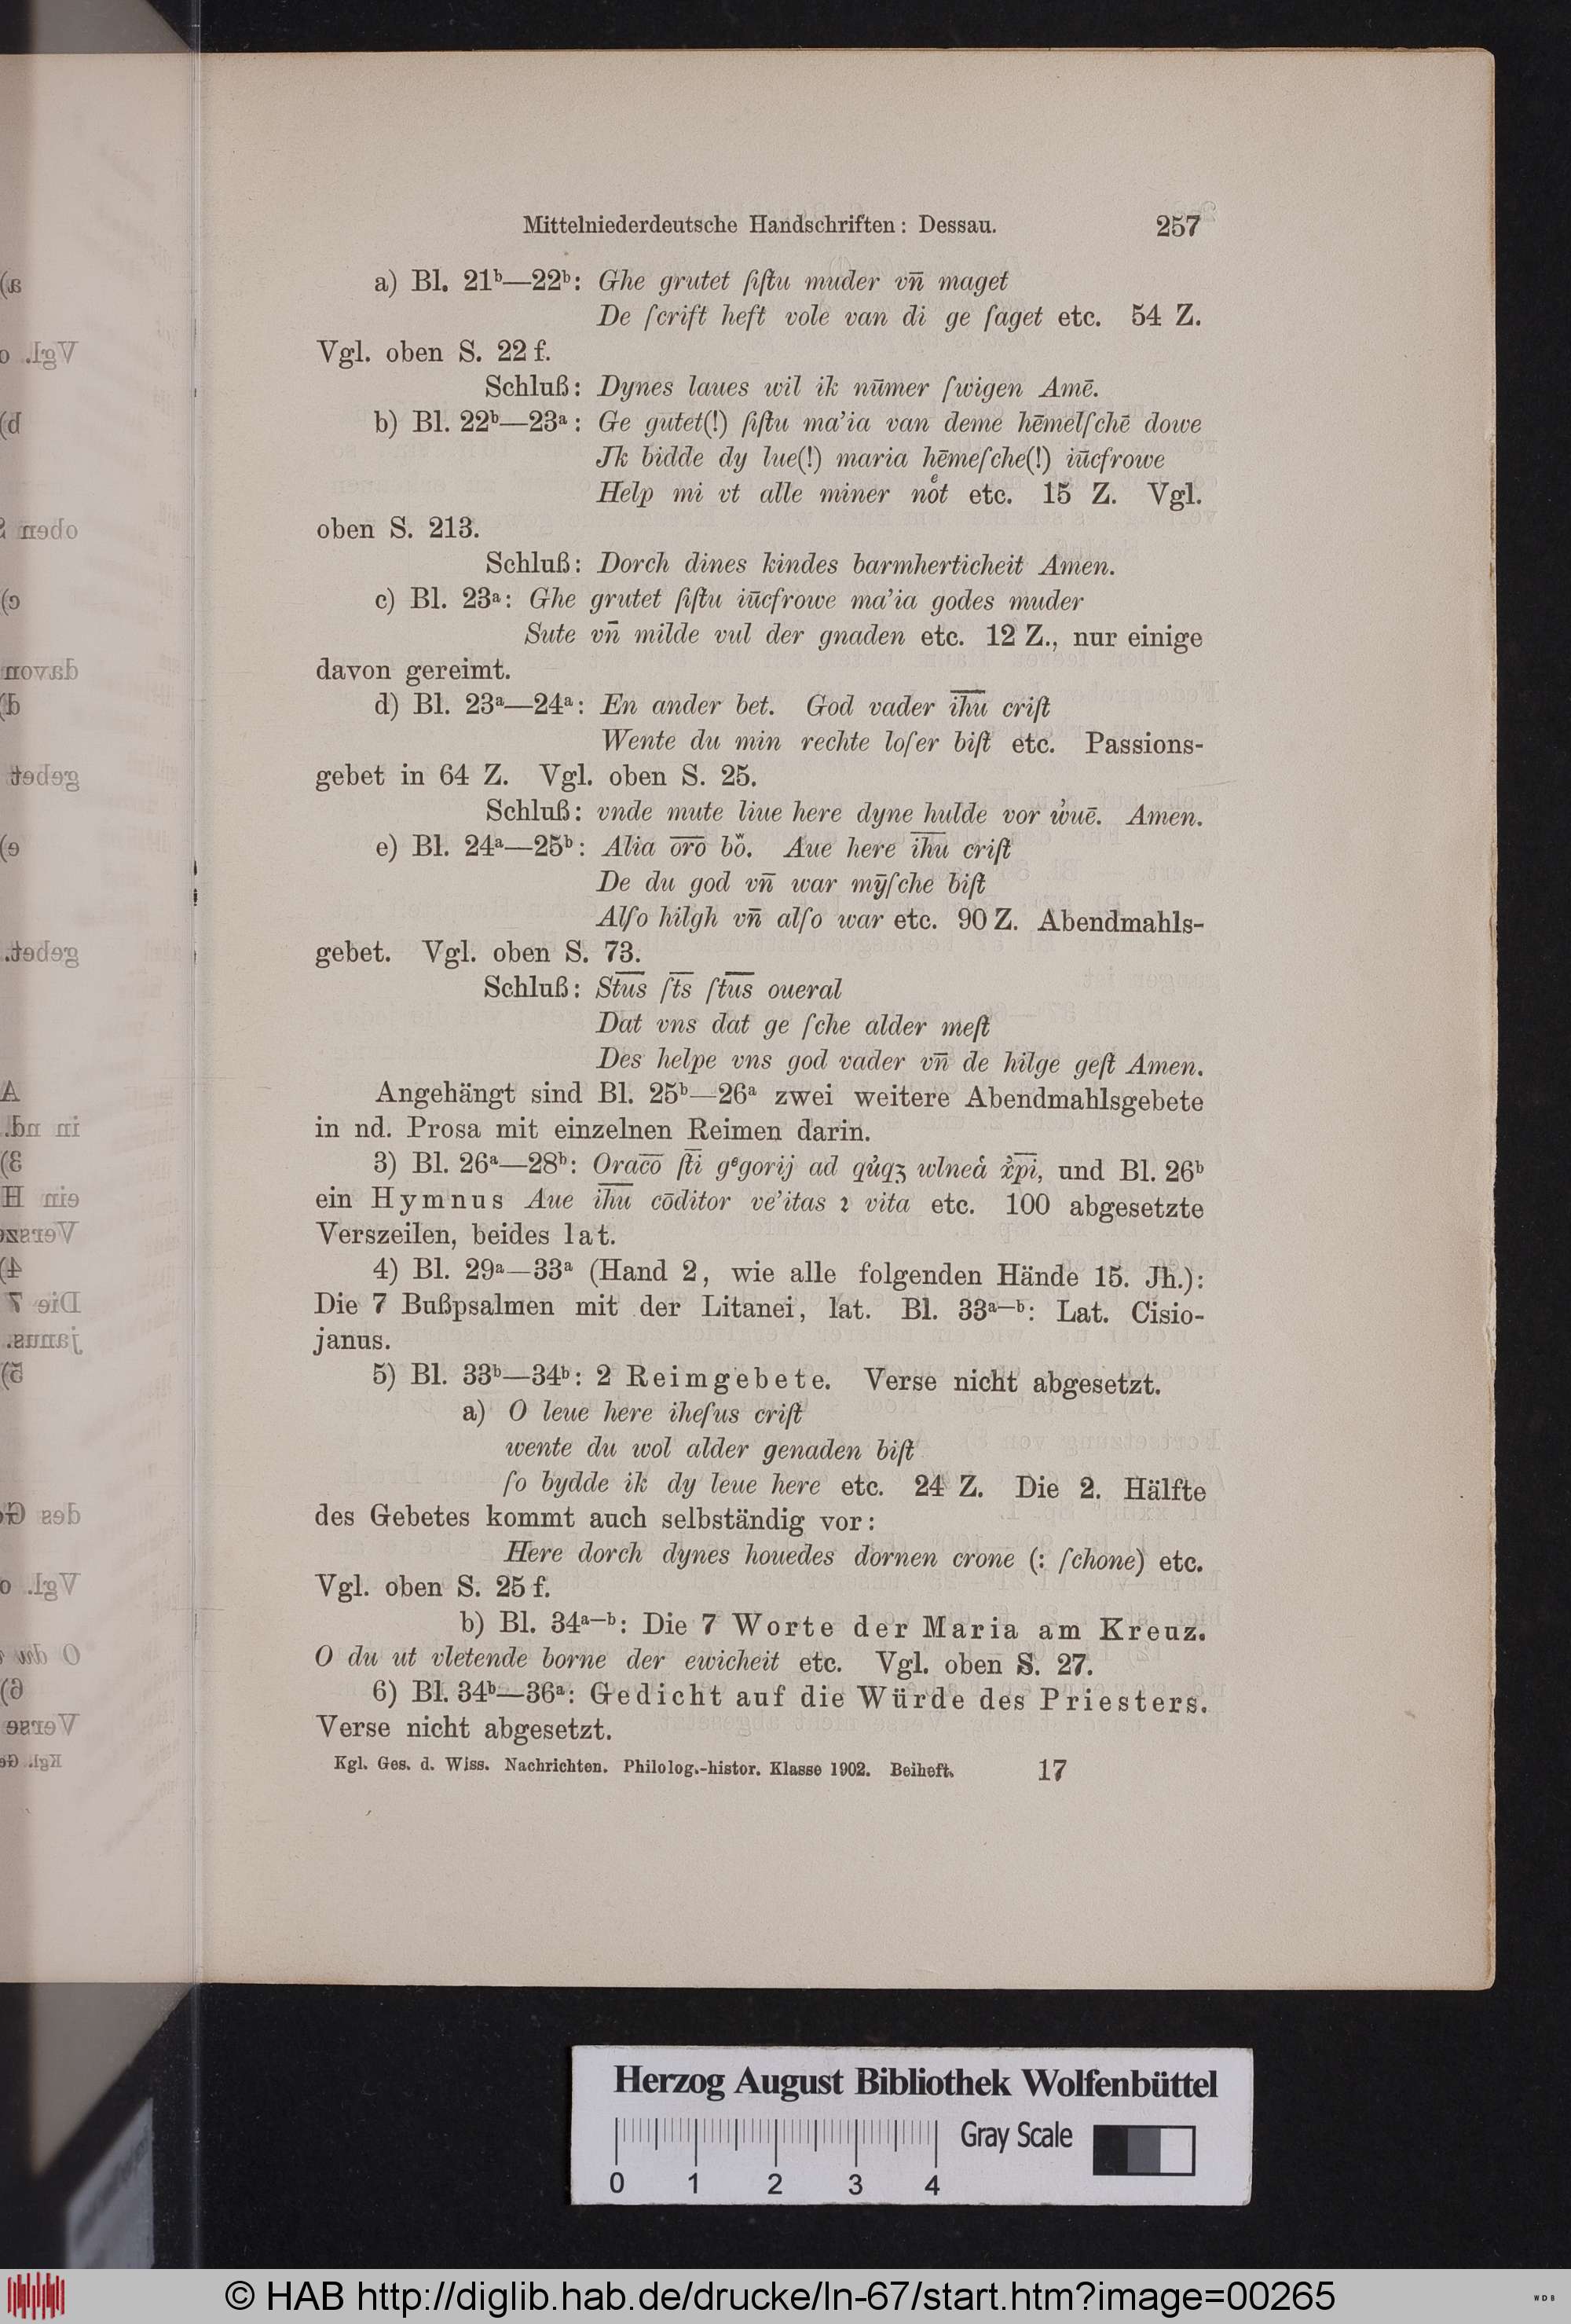 Mittelniederdeutsche Handschriften: Dessau. 257
a) Bl. 21ᵇ—22ᵇ: Ghe grutet ſiſtu muder vn̄ maget
De ſcrift heft vole van di ge ſaget etc. 54 Z.
Vgl. oben S. 22 f.
Schluß: Dynes laues wil ik nūmer ſwigen Amē.
b) Bl. 22ᵇ—23ᵃ: Ge gutet(!) ſiſtu ma’ia van deme hēmelſchē dowe
Jk bidde dy lue(!) maria hēmeſche(!) iūcfrowe
Help mi vt alle miner noͤt etc. 15 Z. Vgl.
oben S. 213.
Schluß: Dorch dines kindes barmherticheit Amen.
c) Bl. 23ᵃ: Ghe grutet ſiſtu iūcfrowe ma’ia godes muder
Sute vn̄ milde vul der gnaden etc. 12 Z., nur einige
davon gereimt.
d) Bl. 23ᵃ—24ᵃ: En ander bet. God vader ih̅u̅ criſt
Wente du min rechte loſer biſt etc. Passions-
gebet in 64 Z. Vgl. oben S. 25.
Schluß: vnde mute liue here dyne hulde vor w̓uē. Amen.
e) Bl. 24ᵃ—25ᵇ: Alia o̅r̅o̅ bo. Aue here ih̅u̅ criſt
De du god vn̄ war mȳſche biſt
Alſo hilgh vn̄ alſo war etc. 90 Z. Abendmahls-
gebet. Vgl. oben S. 73.
Schluß: St̅u̅s̅ ſt̅s̅ ſt̅u̅s̅ oueral
Dat vns dat ge ſche alder meſt
Des helpe vns god vader vn̄ de hilge geſt Amen.
Angehängt sind Bl. 25ᵇ—26ᵃ zwei weitere Abendmahlsgebete
in nd. Prosa mit einzelnen Reimen darin.
3) Bl. 26ᵃ—28ᵇ: Orac̅o̅ ſt̅i̅ gᵉgorij ad qu̓qʒ wlnea̓ x̓p̅i̅, und Bl. 26ᵇ
ein Hymnus Aue ih̅u̅ cōditor ve’itas ꝛ vita etc. 100 abgesetzte
Verszeilen, beides lat.
4) Bl. 29ᵃ—33ᵃ (Hand 2, wie alle folgenden Hände 15. Jh.):
Die 7 Bußpsalmen mit der Litanei, lat. Bl. 33ᵃ⁻ᵇ: Lat. Cisio-
janus.
5) Bl. 33ᵇ—34ᵇ: 2 Reimgebete. Verse nicht abgesetzt.
a) O leue here iheſus criſt
wente du wol alder genaden biſt
ſo bydde ik dy leue here etc. 24 Z. Die 2. Hälfte
des Gebetes kommt auch selbständig vor:
Here dorch dynes houedes dornen crone (: ſchone) etc.
Vgl. oben S. 25 f.
b) Bl. 34ᵃ⁻ᵇ: Die 7 Worte der Maria am Kreuz.
O du ut vletende borne der ewicheit etc. Vgl. oben S. 27.
6) Bl. 34ᵇ—36ᵃ: Gedicht auf die Würde des Priesters.
Verse nicht abgesetzt.
Kgl. Ges. d. Wiss. Nachrichten. Philolog.-histor. Klasse 1902. Beiheft. 17
Herzog August Bibliothek Wolfenbüttel
Gray Scale
0 1 2 3 4
© HAB http://diglib.hab.de/drucke/ln-67/start.htm?image=00265
WDB